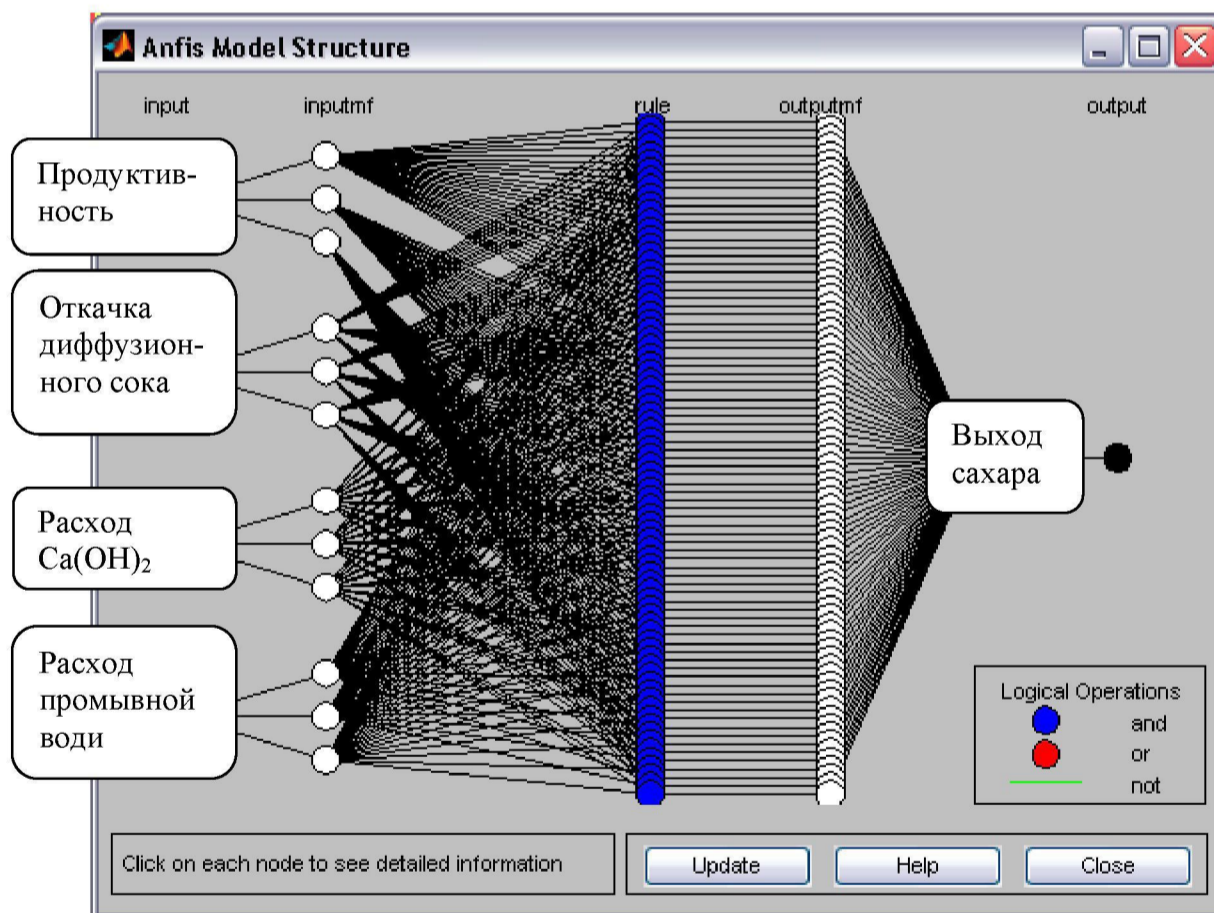 Anfis Model Structure
input
inputmf
rule
outputmf
output
Продуктив-
ность
Откачка
диффузион-
ного сока
Расход
Ca(OH)₂
Расход
промывной
води
Выход
сахара
Logical Operations
and
or
not
Click on each node to see detailed information
Update
Help
Close